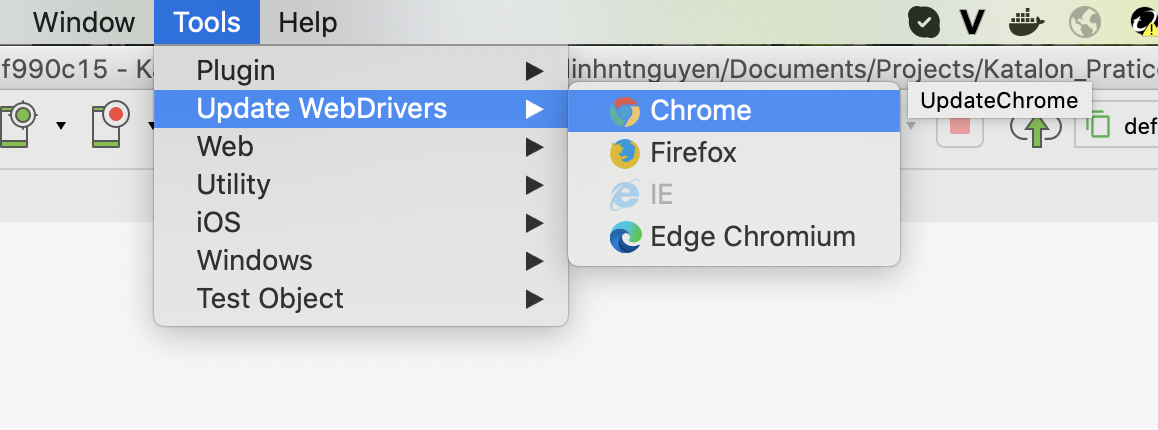 Window Tools Help
f990c15 - K
linhntnguyen/Documents/Projects/Katalon_Pratic
Plugin
Update WebDrivers
Web
Utility
iOS
Windows
Test Object
Chrome
Firefox
IE
Edge Chromium
UpdateChrome
def